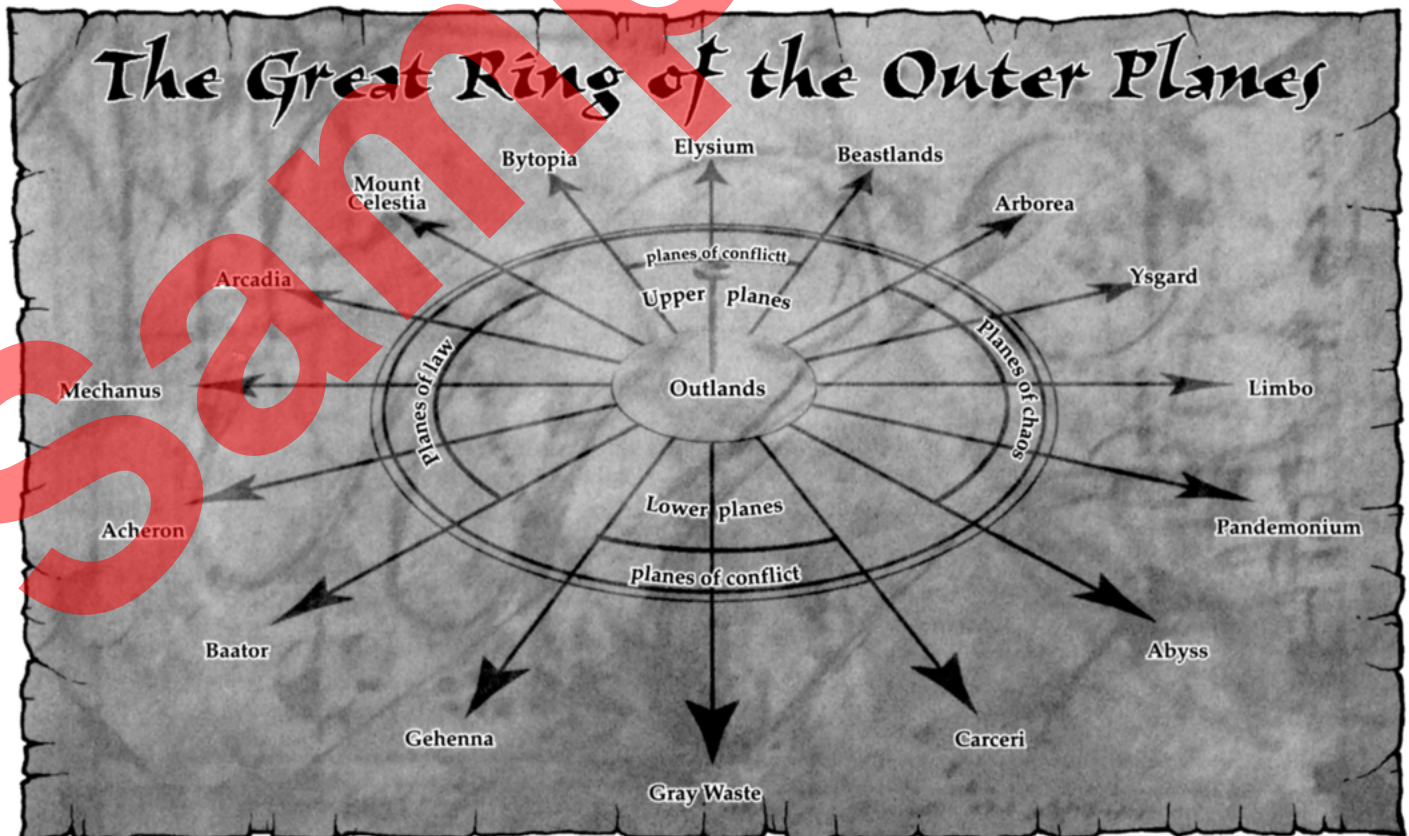 The Great Ring of the Outer Planes
Elysium
Bytopia
Beastlands
Mount
Celestia
Arborea
planes of conflictt
Arcadia
Ysgard
Upper planes
Planes of law
Planes of chaos
Mechanus
Outlands
Limbo
Lower planes
Acheron
Pandemonium
planes of conflict
Baator
Abyss
Gehenna
Carceri
Gray Waste